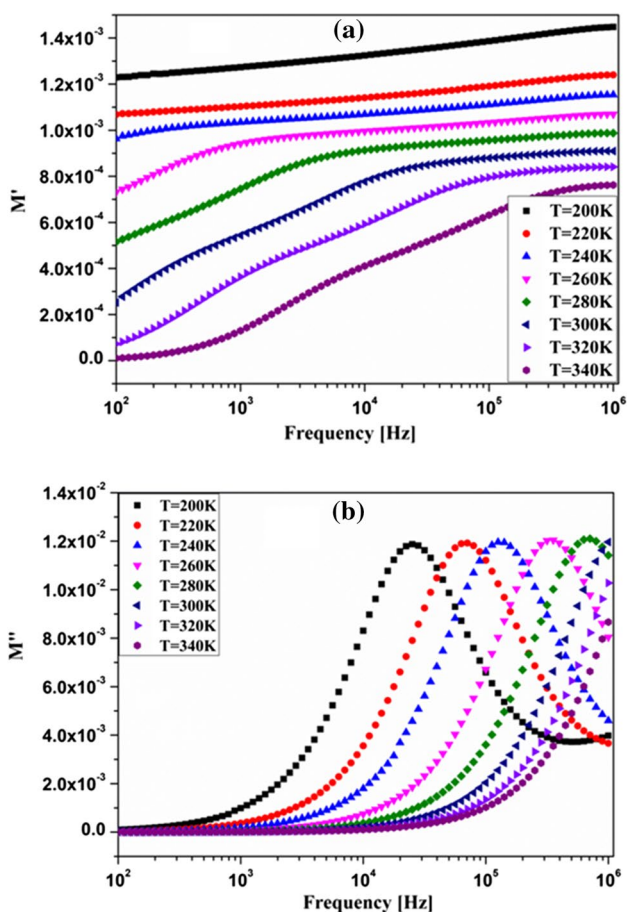 (a)
1.4x10⁻³
1.2x10⁻³
1.0x10⁻³
8.0x10⁻⁴
6.0x10⁻⁴
4.0x10⁻⁴
2.0x10⁻⁴
0.0
M'
T=200K
T=220K
T=240K
T=260K
T=280K
T=300K
T=320K
T=340K
10² 10³ 10⁴ 10⁵ 10⁶
Frequency [Hz]
(b)
1.4x10⁻²
1.2x10⁻²
1.0x10⁻²
8.0x10⁻³
6.0x10⁻³
4.0x10⁻³
2.0x10⁻³
0.0
M''
T=200K
T=220K
T=240K
T=260K
T=280K
T=300K
T=320K
T=340K
10² 10³ 10⁴ 10⁵ 10⁶
Frequency [Hz]